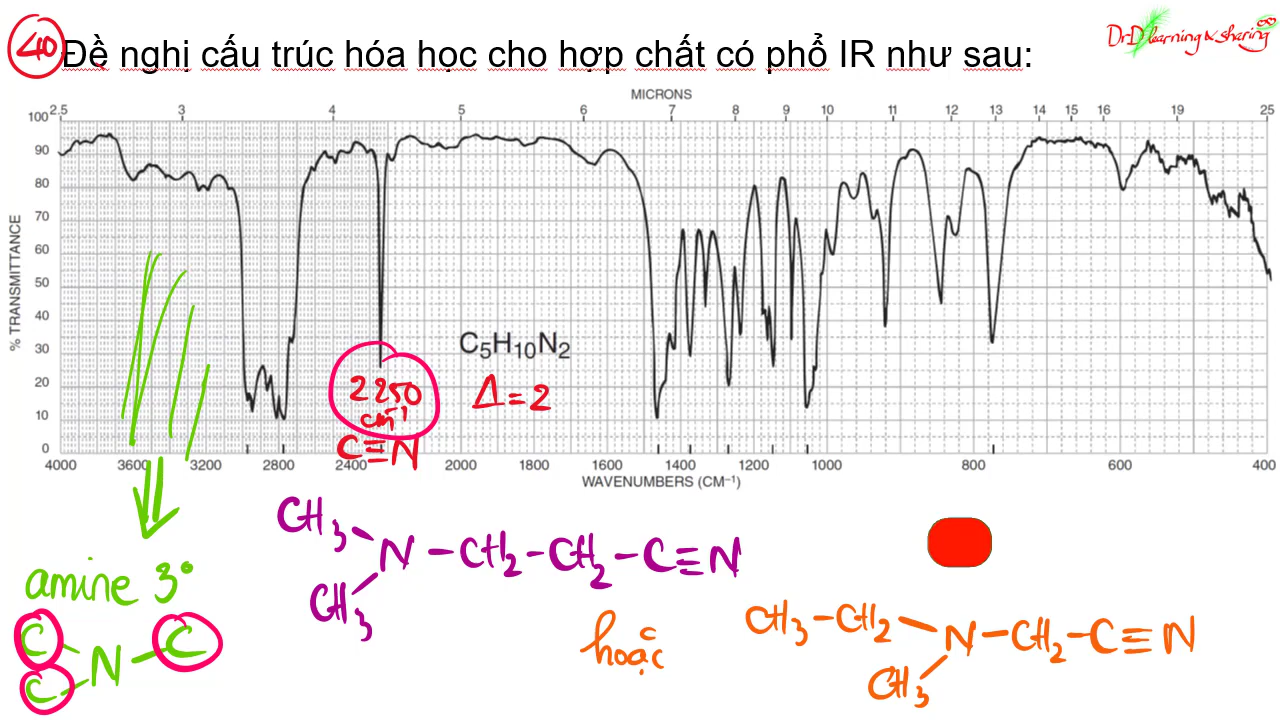 40 Đề nghị cấu trúc hóa học cho hợp chất có phổ IR như sau:
Dr.D learning & sharing
MICRONS
2.5 3 4 5 6 7 8 9 10 11 12 13 14 15 16 19 25
% TRANSMITTANCE
100
90
80
70
60
50
40
30
20
10
0
C₅H₁₀N₂
Δ = 2
2250
cm⁻¹
C≡N
4000 3600 3200 2800 2400 2000 1800 1600 1400 1200 1000 800 600 400
WAVENUMBERS (CM⁻¹)
CH₃
N – CH₂ – CH₂ – C≡N
CH₃
amine 3°
C C
N
C
hoặc
CH₃ – CH₂ – N – CH₂ – C≡N
CH₃